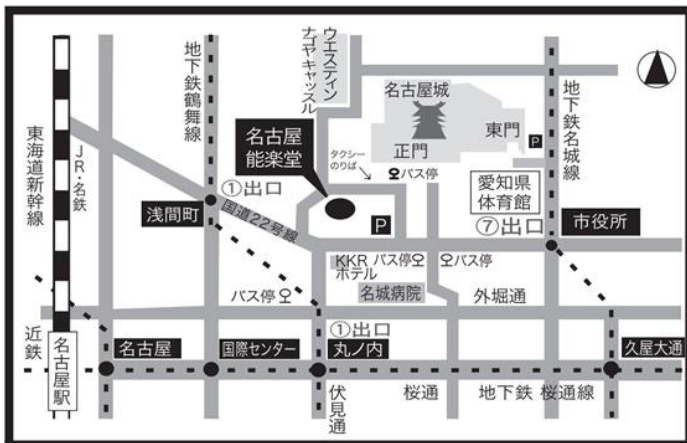 ウエスティン
ナゴヤキャッスル
地下鉄鶴舞線
地下鉄名城線
名古屋城
東門
正門
P
名古屋
能楽堂
タクシー
のりば
バス停
愛知県
体育館
東海道新幹線
JR・名鉄
①出口
⑦出口
浅間町
国道22号線
P
市役所
KKR
ホテル
バス停
バス停
名城病院
バス停
外堀通
①出口
近鉄
名古屋駅
名古屋
国際センター
丸ノ内
久屋大通
伏見通
桜通
地下鉄 桜通線